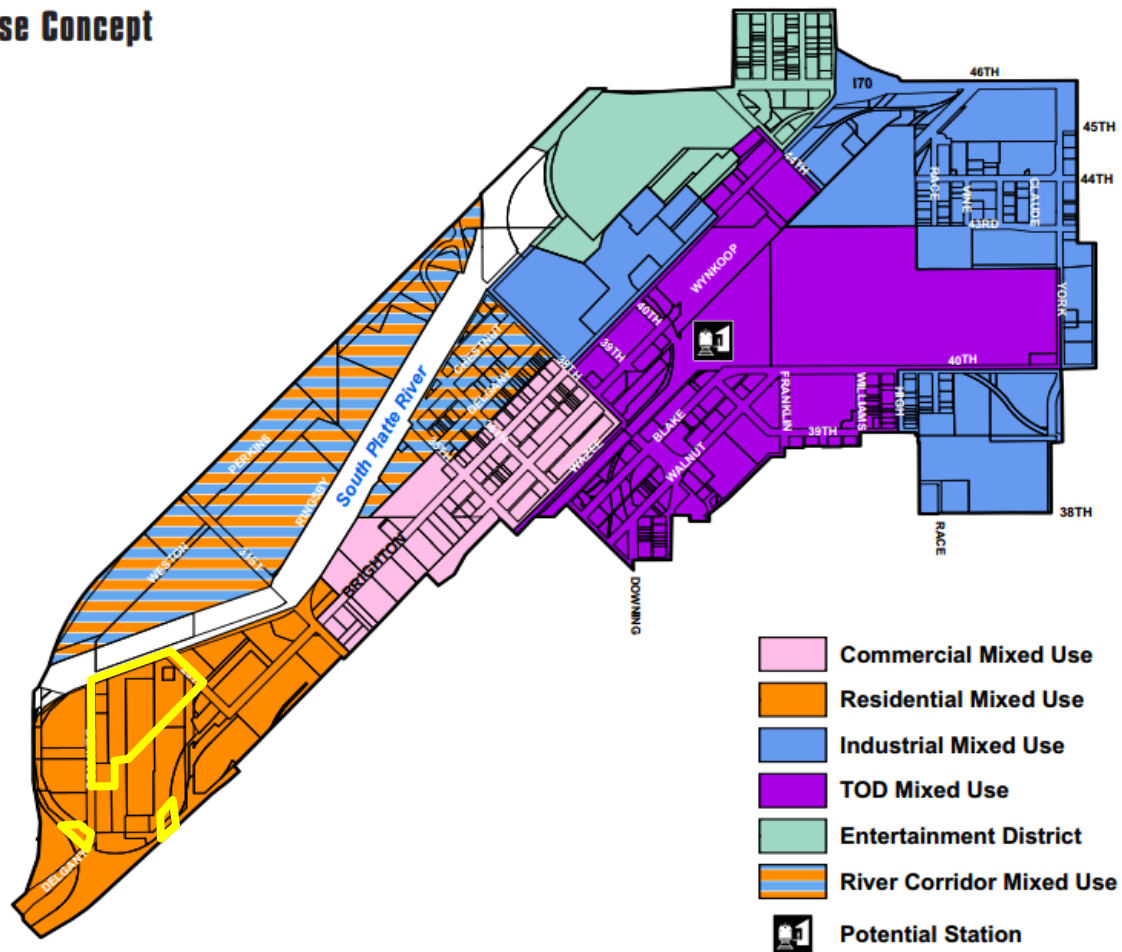 se Concept
46TH
I70
45TH
44TH
44TH
RACE
VINE
CLAUDE
43RD
WYNKOOP
YORK
40TH
39TH
40TH
CHESTNUT
38TH
DELGANY
FRANKLIN
WILLIAMS
HIGH
BLAKE
39TH
WALNUT
WAZEE
South Platte River
PERKINS
RINGSBY
38TH
RACE
31ST
WESTON
BRIGHTON
DOWNING
DELGANY
Commercial Mixed Use
Residential Mixed Use
Industrial Mixed Use
TOD Mixed Use
Entertainment District
River Corridor Mixed Use
Potential Station